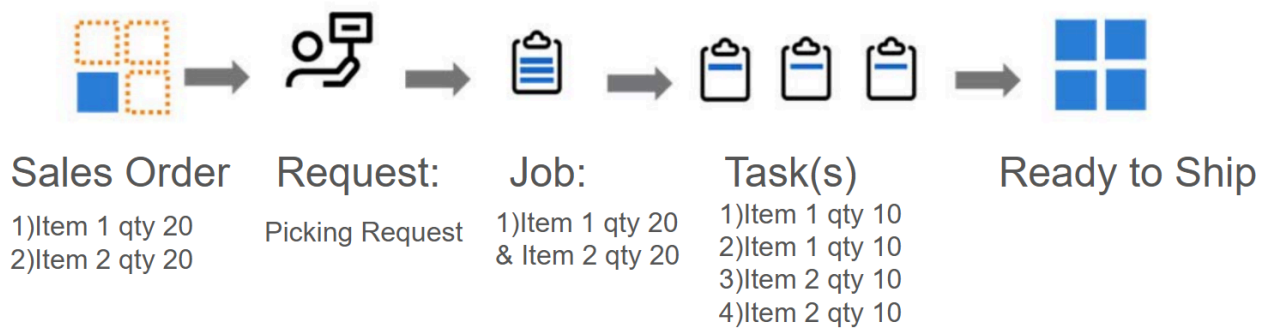 Sales Order
1)Item 1 qty 20
2)Item 2 qty 20
Request:
Picking Request
Job:
1)Item 1 qty 20
& Item 2 qty 20
Task(s)
1)Item 1 qty 10
2)Item 1 qty 10
3)Item 2 qty 10
4)Item 2 qty 10
Ready to Ship